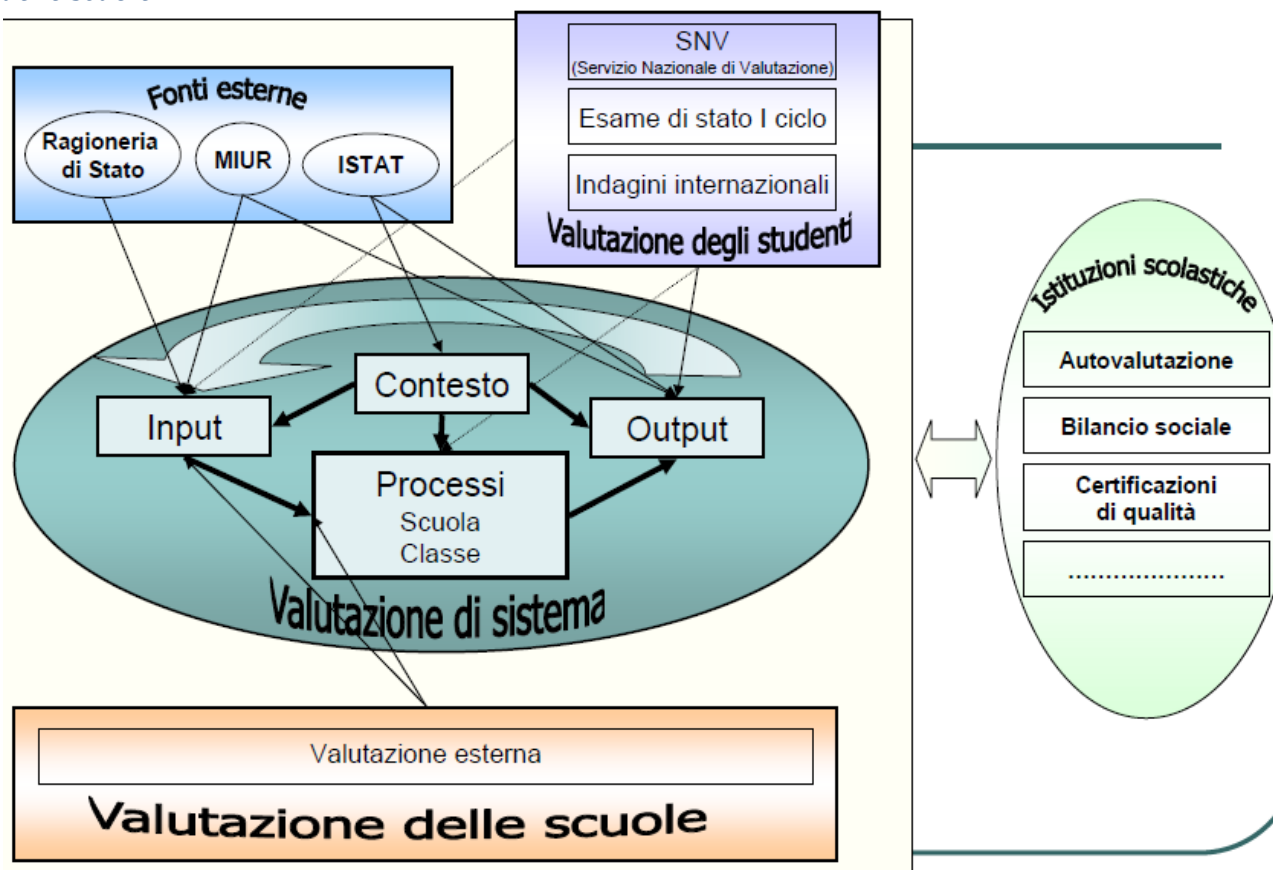 SNV
(Servizio Nazionale di Valutazione)
Esame di stato I ciclo
Indagini internazionali
Valutazione degli studenti
Fonti esterne
Ragioneria
di Stato
MIUR
ISTAT
Contesto
Input
Output
Processi
Scuola
Classe
Valutazione di sistema
Valutazione esterna
Valutazione delle scuole
Istituzioni scolastiche
Autovalutazione
Bilancio sociale
Certificazioni
di qualità
.....................